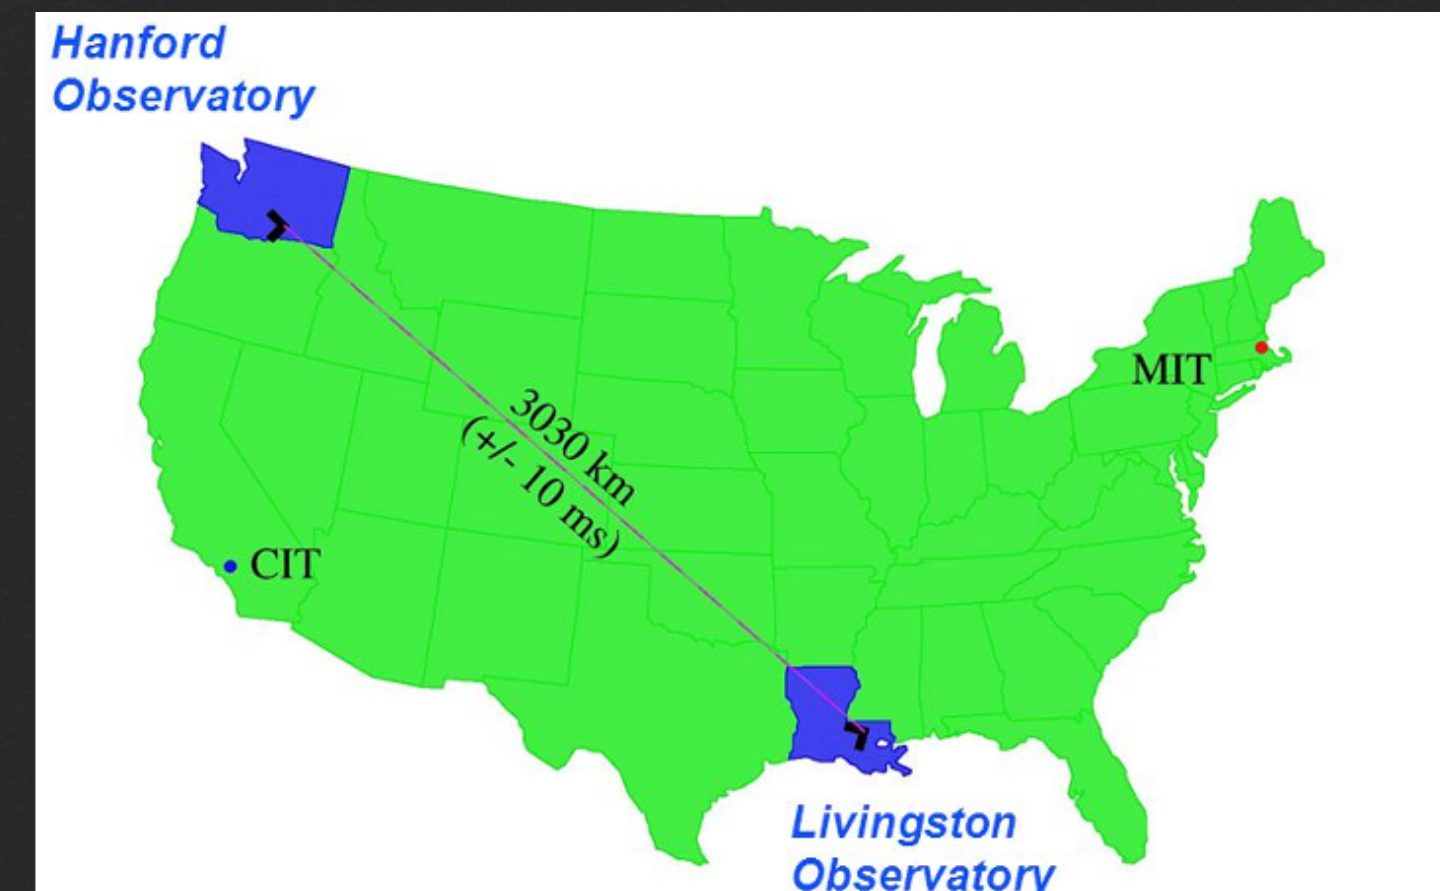 Hanford
Observatory
MIT
3030 km
(+/- 10 ms)
CIT
Livingston
Observatory